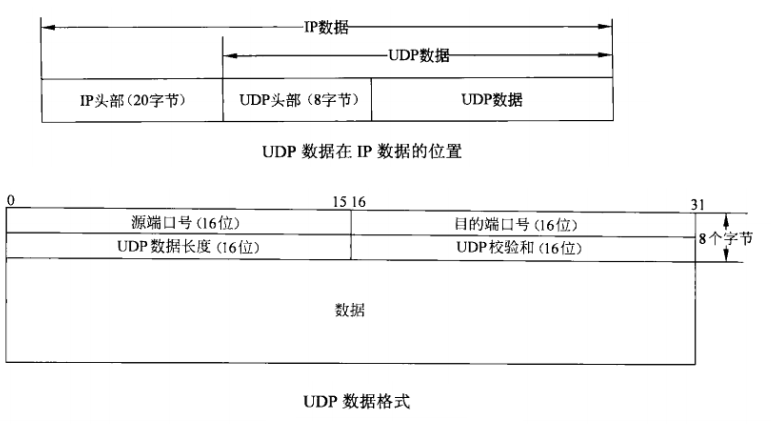 IP数据
UDP数据
IP头部(20字节) UDP头部(8字节) UDP数据
UDP 数据在 IP 数据的位置
0 15 16 31
源端口号(16位) 目的端口号(16位)
8个字节
UDP数据长度(16位) UDP校验和(16位)
数据
UDP 数据格式